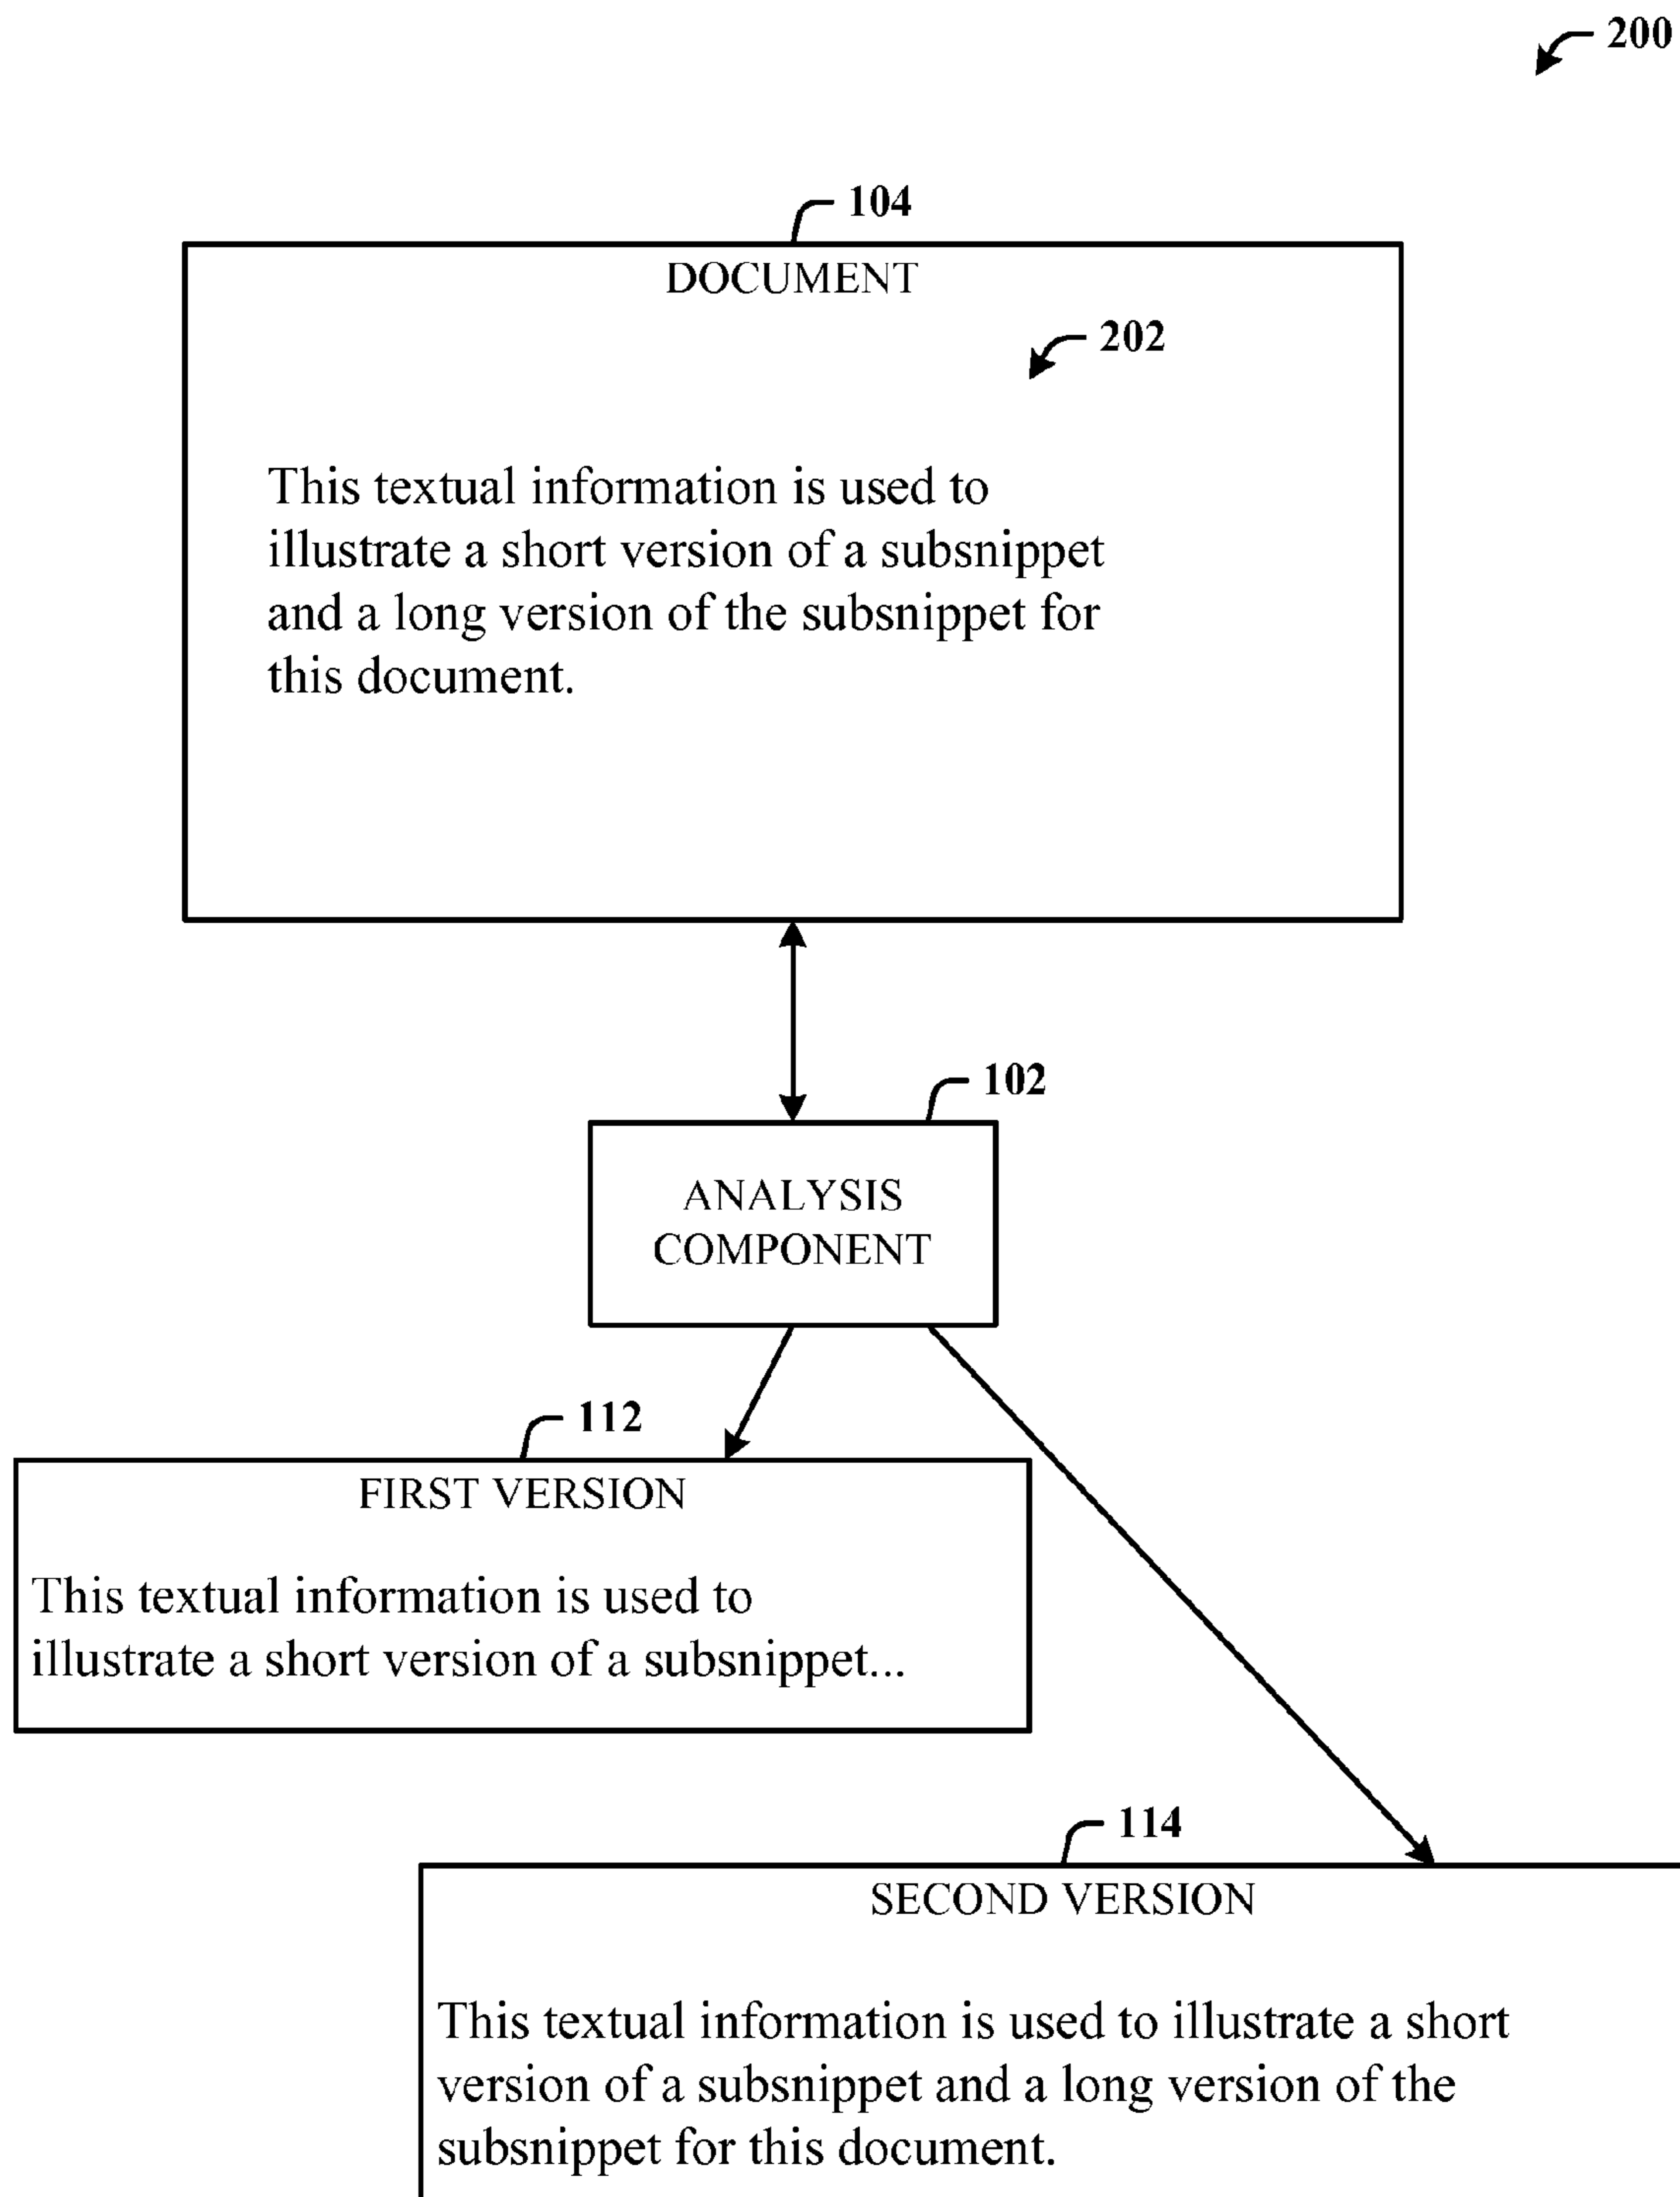 200
104
DOCUMENT
202
This textual information is used to
illustrate a short version of a subsnippet
and a long version of the subsnippet for
this document.
102
ANALYSIS
COMPONENT
112
FIRST VERSION
This textual information is used to
illustrate a short version of a subsnippet...
114
SECOND VERSION
This textual information is used to illustrate a short
version of a subsnippet and a long version of the
subsnippet for this document.